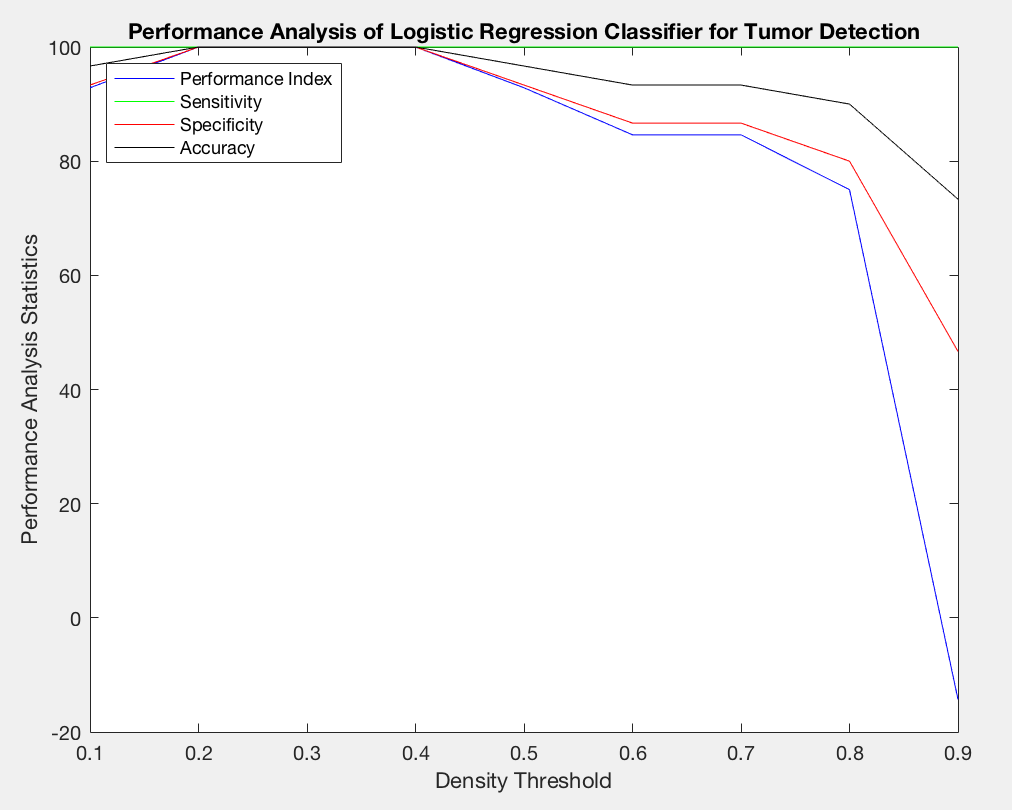 Performance Analysis of Logistic Regression Classifier for Tumor Detection
100
80
60
40
20
0
-20
Performance Analysis Statistics
Performance Index
Sensitivity
Specificity
Accuracy
0.1 0.2 0.3 0.4 0.5 0.6 0.7 0.8 0.9
Density Threshold